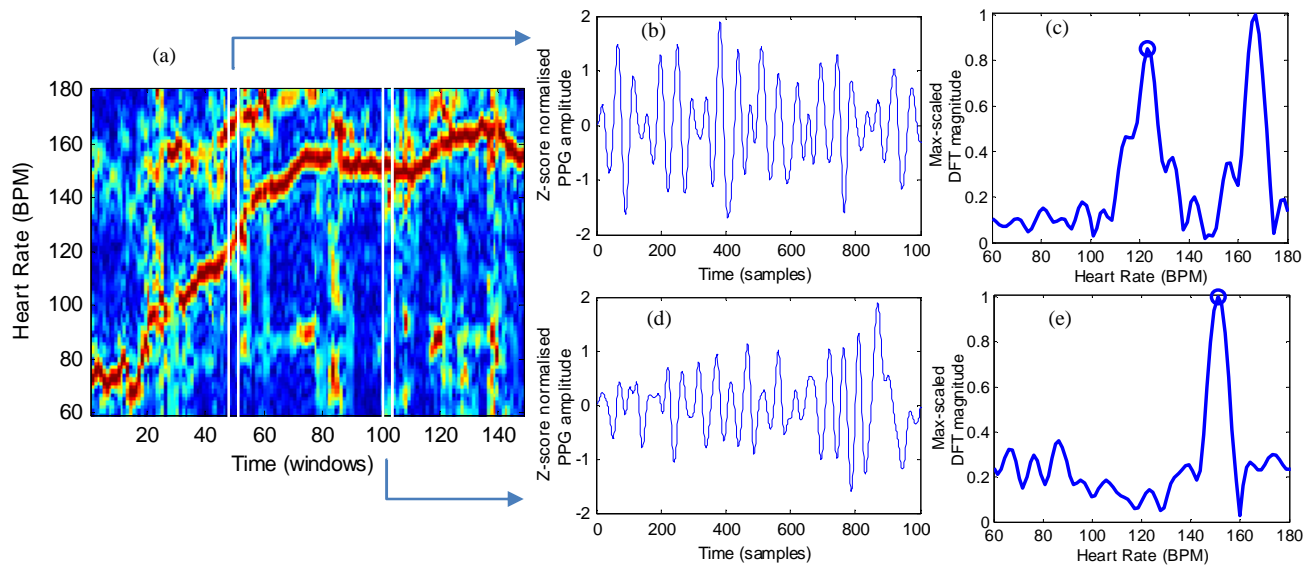 (a)
180
160
140
120
100
80
60
Heart Rate (BPM)
20 40 60 80 100 120 140
Time (windows)
(b)
2
1
0
-1
-2
Z-score normalised
PPG amplitude
0 200 400 600 800 1000
Time (samples)
(c)
1
0.8
0.6
0.4
0.2
0
Max-scaled
DFT magnitude
60 80 100 120 140 160 180
Heart Rate (BPM)
(d)
2
1
0
-1
-2
Z-score normalised
PPG amplitude
0 200 400 600 800 1000
Time (samples)
(e)
1
0.8
0.6
0.4
0.2
0
Max-scaled
DFT magnitude
60 80 100 120 140 160 180
Heart Rate (BPM)